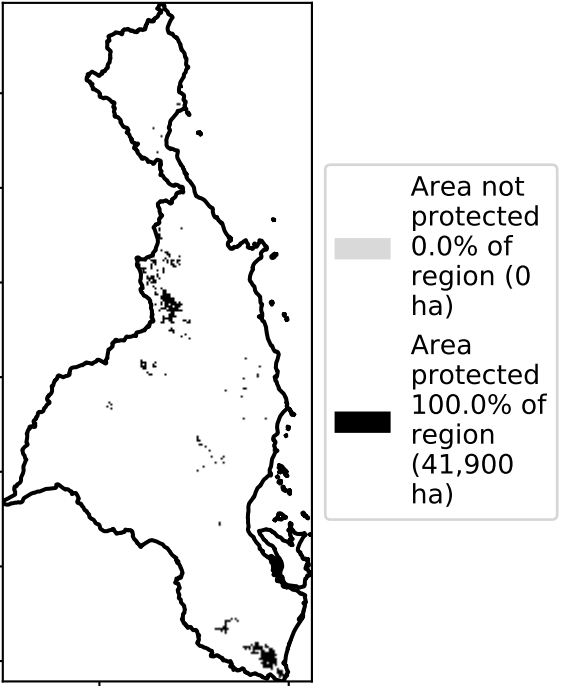 Area not
protected
0.0% of
region (0
ha)
Area
protected
100.0% of
region
(41,900
ha)